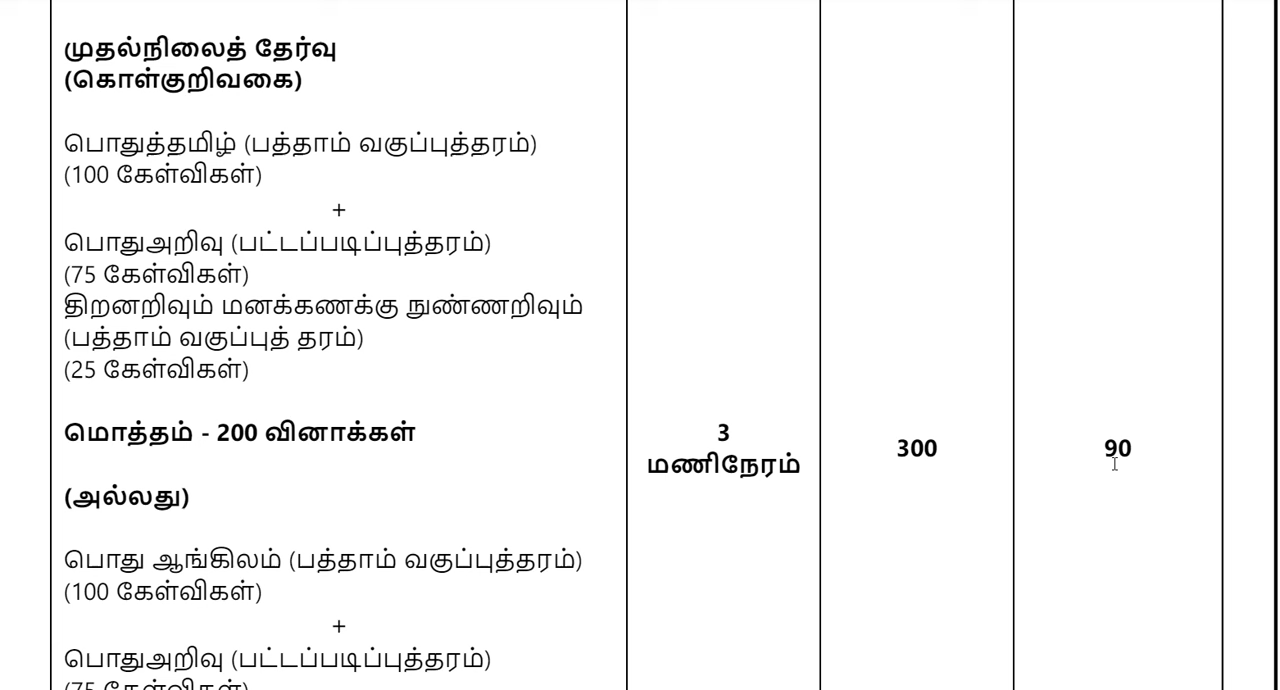 முதல்நிலைத் தேர்வு
(கொள்குறிவகை)
பொதுத்தமிழ் (பத்தாம் வகுப்புத்தரம்)
(100 கேள்விகள்)
+
பொதுஅறிவு (பட்டப்படிப்புத்தரம்)
(75 கேள்விகள்)
திறனறிவும் மனக்கணக்கு நுண்ணறிவும்
(பத்தாம் வகுப்புத் தரம்)
(25 கேள்விகள்)
மொத்தம் - 200 வினாக்கள்
(அல்லது)
பொது ஆங்கிலம் (பத்தாம் வகுப்புத்தரம்)
(100 கேள்விகள்)
+
பொதுஅறிவு (பட்டப்படிப்புத்தரம்)
(75 கேள்விகள்)
3
மணிநேரம்
300
90